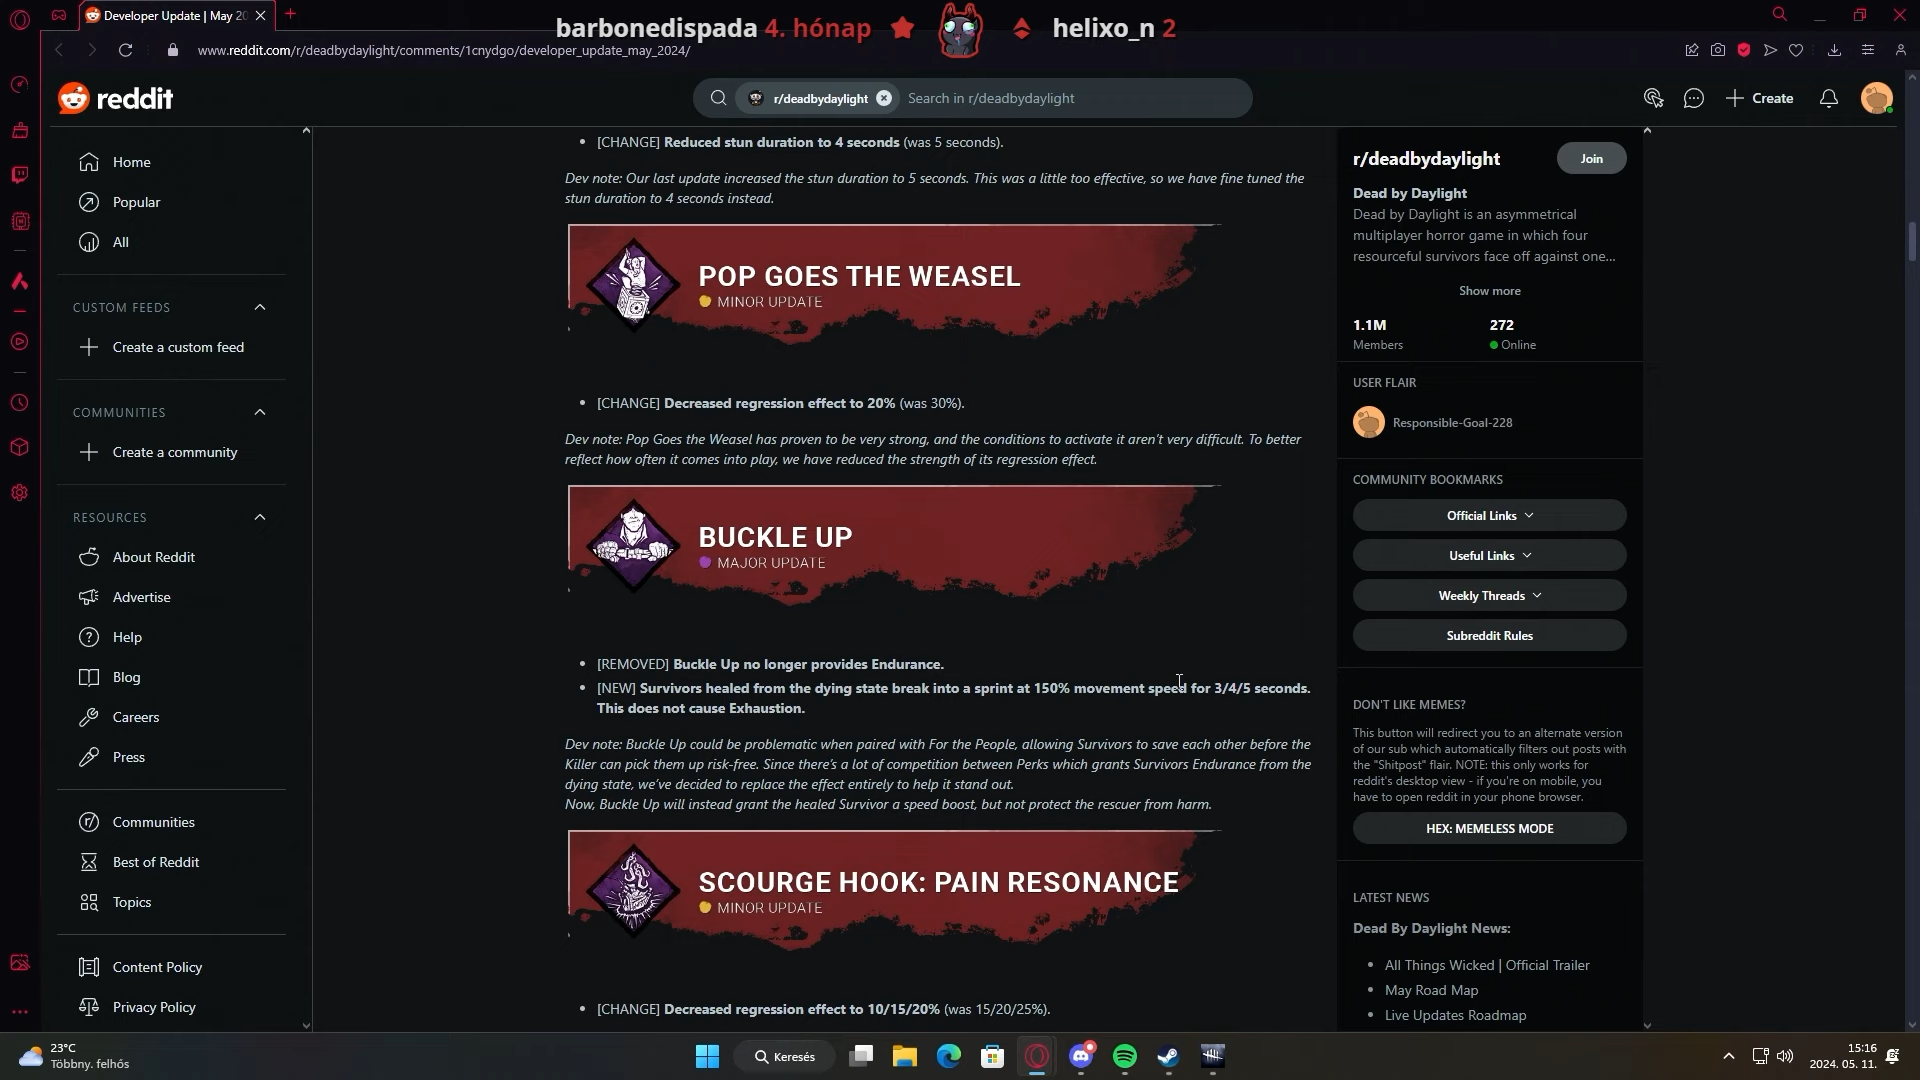 Developer Update | May 20
barbonedispada 4. hónap
helixo_n 2
www.reddit.com/r/deadbydaylight/comments/1cnydgo/developer_update_may_2024/
reddit
r/deadbydaylight
Search in r/deadbydaylight
Create
Home
Popular
All
CUSTOM FEEDS
Create a custom feed
COMMUNITIES
Create a community
RESOURCES
About Reddit
Advertise
Help
Blog
Careers
Press
Communities
Best of Reddit
Topics
Content Policy
Privacy Policy
[CHANGE] Reduced stun duration to 4 seconds (was 5 seconds).
Dev note: Our last update increased the stun duration to 5 seconds. This was a little too effective, so we have fine tuned the
stun duration to 4 seconds instead.
POP GOES THE WEASEL
MINOR UPDATE
[CHANGE] Decreased regression effect to 20% (was 30%).
Dev note: Pop Goes the Weasel has proven to be very strong, and the conditions to activate it aren't very difficult. To better
reflect how often it comes into play, we have reduced the strength of its regression effect.
BUCKLE UP
MAJOR UPDATE
[REMOVED] Buckle Up no longer provides Endurance.
[NEW] Survivors healed from the dying state break into a sprint at 150% movement speed for 3/4/5 seconds.
This does not cause Exhaustion.
Dev note: Buckle Up could be problematic when paired with For the People, allowing Survivors to save each other before the
Killer can pick them up risk-free. Since there's a lot of competition between Perks which grants Survivors Endurance from the
dying state, we've decided to replace the effect entirely to help it stand out.
Now, Buckle Up will instead grant the healed Survivor a speed boost, but not protect the rescuer from harm.
SCOURGE HOOK: PAIN RESONANCE
MINOR UPDATE
[CHANGE] Decreased regression effect to 10/15/20% (was 15/20/25%).
r/deadbydaylight
Join
Dead by Daylight
Dead by Daylight is an asymmetrical
multiplayer horror game in which four
resourceful survivors face off against one...
Show more
1.1M
272
Members
Online
USER FLAIR
Responsible-Goal-228
COMMUNITY BOOKMARKS
Official Links
Useful Links
Weekly Threads
Subreddit Rules
DON'T LIKE MEMES?
This button will redirect you to an alternate version
of our sub which automatically filters out posts with
the "Shitpost" flair. NOTE: this only works for
reddit's desktop view - if you're on mobile, you
have to open reddit in your phone browser.
HEX: MEMELESS MODE
LATEST NEWS
Dead By Daylight News:
All Things Wicked | Official Trailer
May Road Map
Live Updates Roadmap
23°C
Többny. felhős
Keresés
15:16
2024. 05. 11.